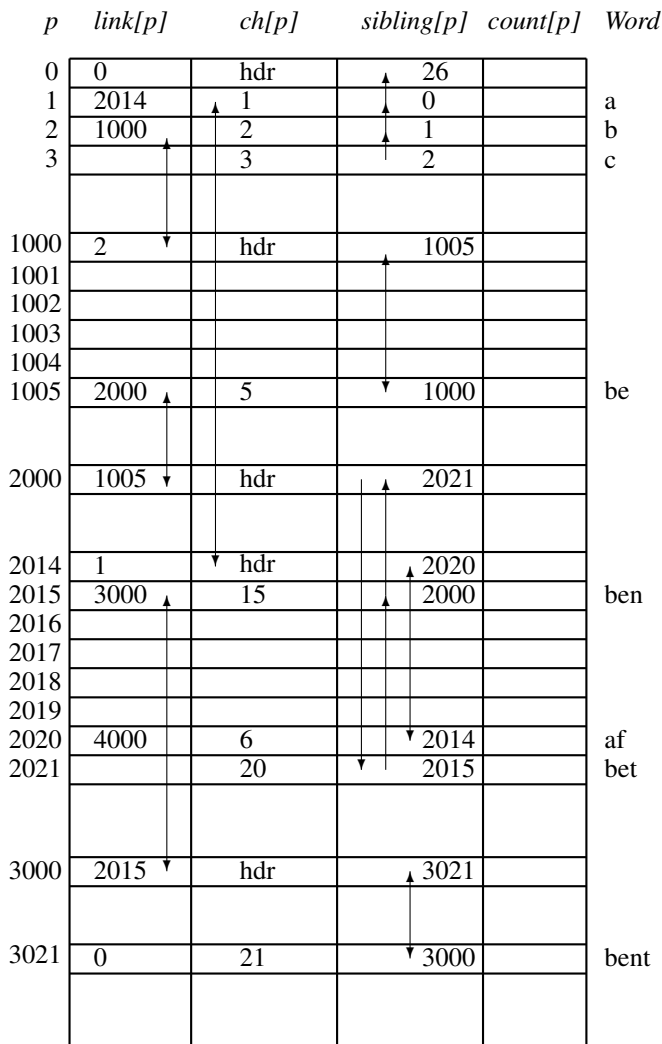 p link[p] ch[p] sibling[p] count[p] Word
0 0 hdr 26
1 2014 1 0 a
2 1000 2 1 b
3 3 2 c
1000 2 hdr 1005
1001
1002
1003
1004
1005 2000 5 1000 be
2000 1005 hdr 2021
2014 1 hdr 2020
2015 3000 15 2000 ben
2016
2017
2018
2019
2020 4000 6 2014 af
2021 20 2015 bet
3000 2015 hdr 3021
3021 0 21 3000 bent